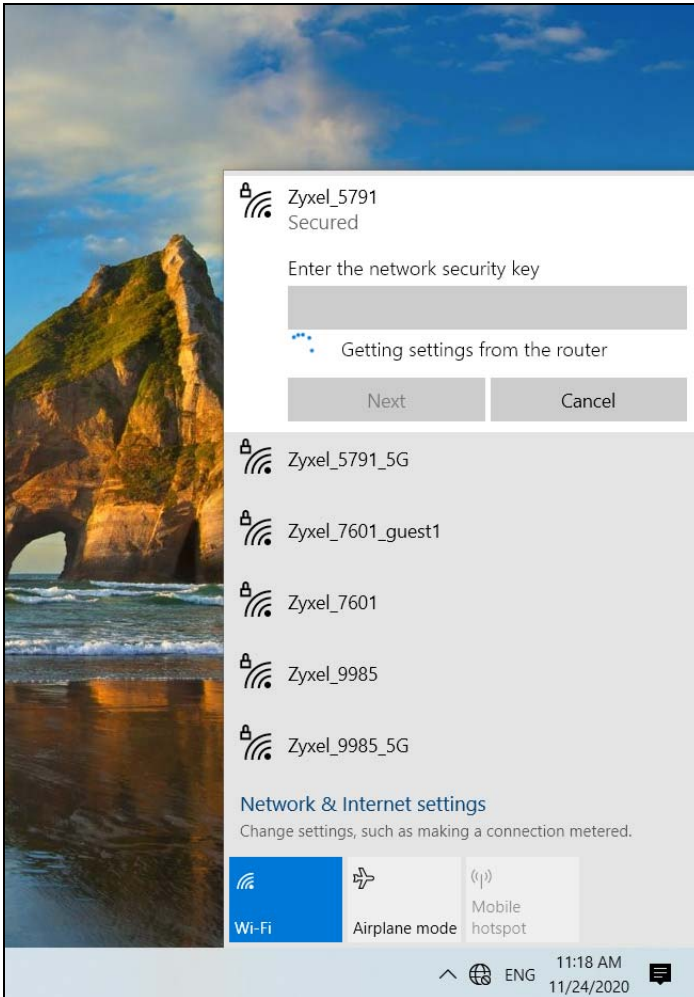 Zyxel_5791
Secured
Enter the network security key
Getting settings from the router
Next
Cancel
Zyxel_5791_5G
Zyxel_7601_guest1
Zyxel_7601
Zyxel_9985
Zyxel_9985_5G
Network & Internet settings
Change settings, such as making a connection metered.
Wi-Fi
Airplane mode
Mobile
hotspot
ENG
11:18 AM
11/24/2020